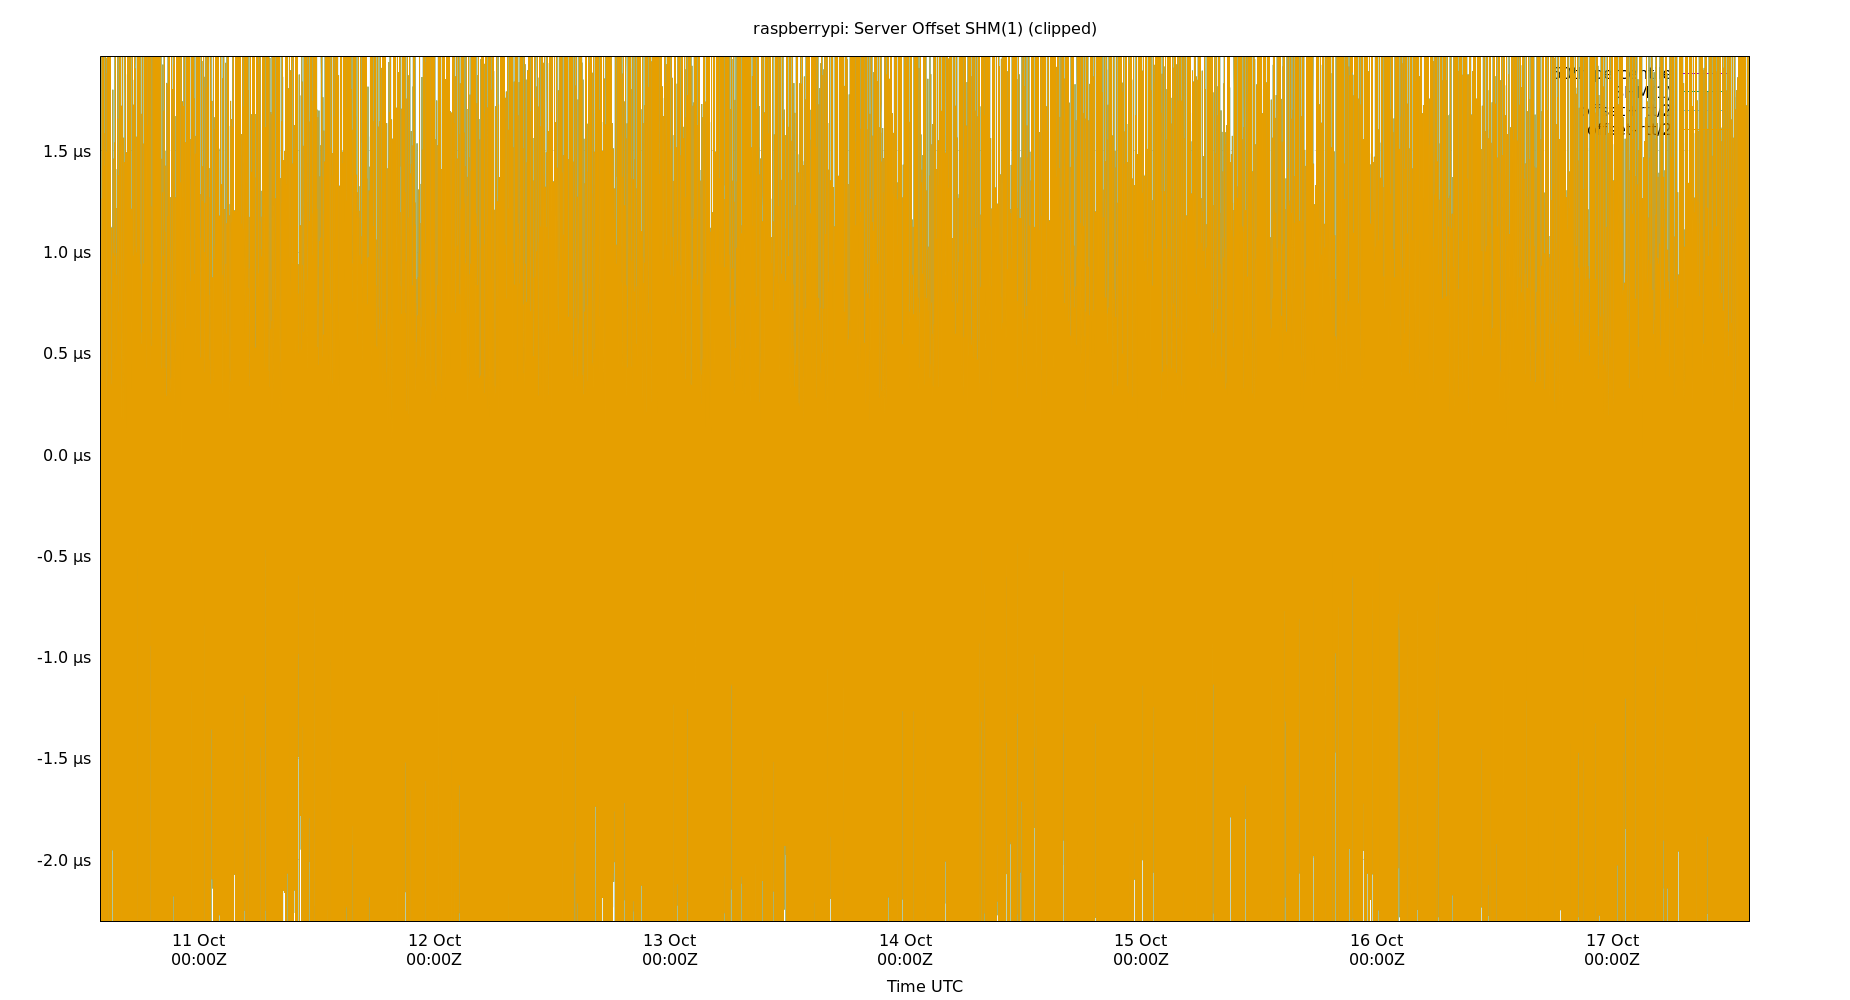 raspberrypi: Server Offset SHM(1) (clipped)
1.5 µs
1.0 µs
0.5 µs
0.0 µs
-0.5 µs
-1.0 µs
-1.5 µs
-2.0 µs
11 Oct 12 Oct 13 Oct 14 Oct 15 Oct 16 Oct 17 Oct
00:00Z 00:00Z 00:00Z 00:00Z 00:00Z 00:00Z 00:00Z
Time UTC